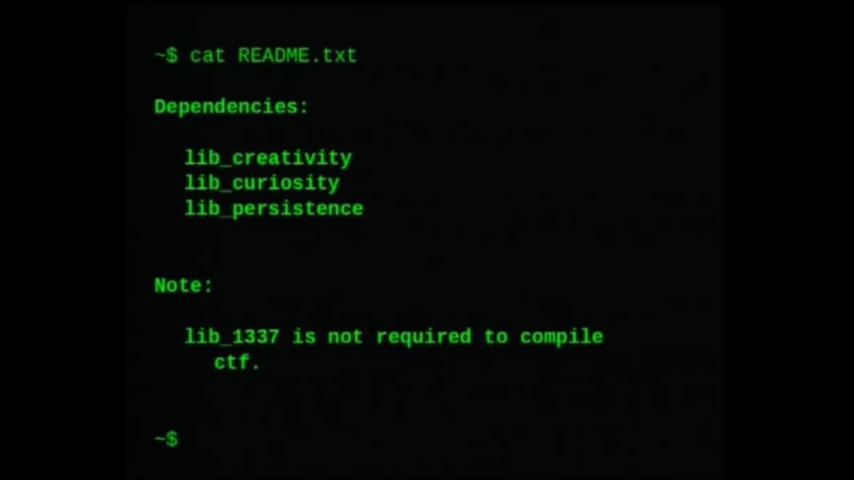 ~$ cat README.txt
Dependencies:
lib_creativity
lib_curiosity
lib_persistence
Note:
lib_1337 is not required to compile
ctf.
~$